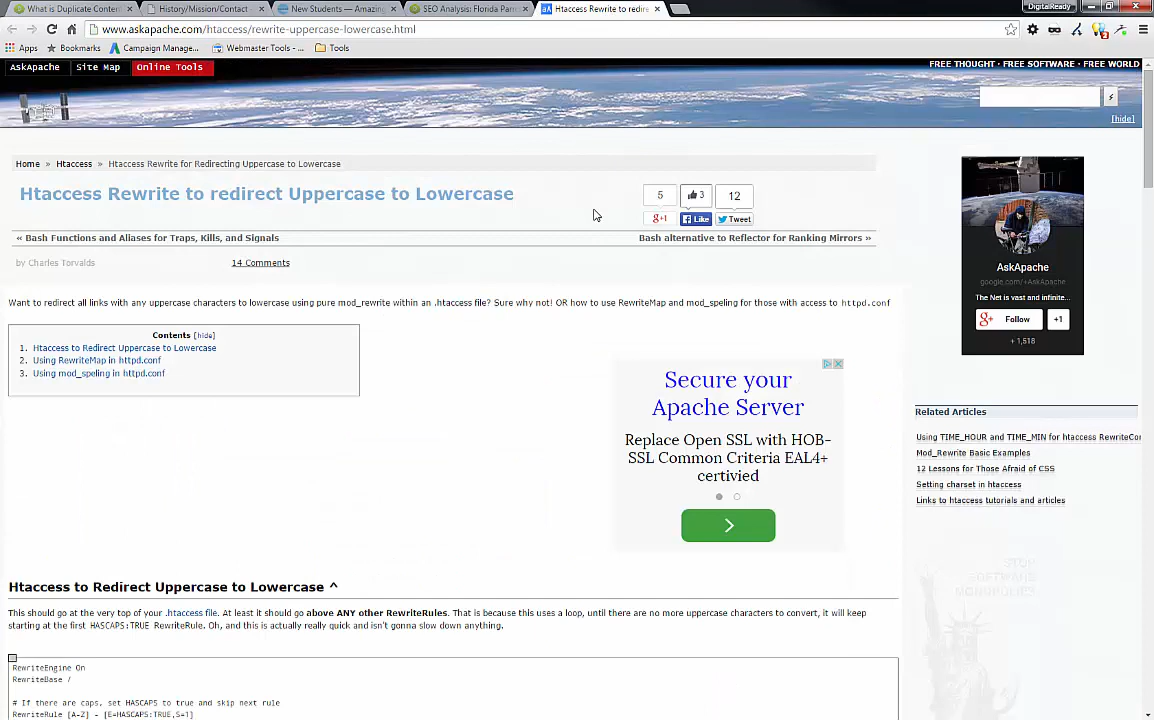 What is Duplicate Conten
History/Mission/Contact
New Students — Amazing
SEO Analysis: Florida Par
Htaccess Rewrite to redire
DigitalReady
www.askapache.com/htaccess/rewrite-uppercase-lowercase.html
Apps
Bookmarks
Campaign Manage...
Webmaster Tools - ...
Tools
AskApache
Site Map
Online Tools
FREE THOUGHT · FREE SOFTWARE · FREE WORLD
[hide]
Home » Htaccess » Htaccess Rewrite for Redirecting Uppercase to Lowercase
Htaccess Rewrite to redirect Uppercase to Lowercase
5
3
12
g+1
Like
Tweet
« Bash Functions and Aliases for Traps, Kills, and Signals
Bash alternative to Reflector for Ranking Mirrors »
by Charles Torvalds
14 Comments
Want to redirect all links with any uppercase characters to lowercase using pure mod_rewrite within an .htaccess file? Sure why not! OR how to use RewriteMap and mod_speling for those with access to httpd.conf
Contents [hide]
1. Htaccess to Redirect Uppercase to Lowercase
2. Using RewriteMap in httpd.conf
3. Using mod_speling in httpd.conf
Secure your
Apache Server
Replace Open SSL with HOB-
SSL Common Criteria EAL4+
certivied
AskApache
google.com/+AskApache
The Net is vast and infinite...
g+ Follow
+1
+ 1,518
Related Articles
Using TIME_HOUR and TIME_MIN for htaccess RewriteCor
Mod_Rewrite Basic Examples
12 Lessons for Those Afraid of CSS
Setting charset in htaccess
Links to htaccess tutorials and articles
STOP
SOFTWARE
MONOPOLIES
Htaccess to Redirect Uppercase to Lowercase ^
This should go at the very top of your .htaccess file. At least it should go above ANY other RewriteRules. That is because this uses a loop, until there are no more uppercase characters to convert, it will keep
starting at the first HASCAPS:TRUE RewriteRule. Oh, and this is actually really quick and isn't gonna slow down anything.
RewriteEngine On
RewriteBase /
# If there are caps, set HASCAPS to true and skip next rule
RewriteRule [A-Z] - [E=HASCAPS:TRUE,S=1]